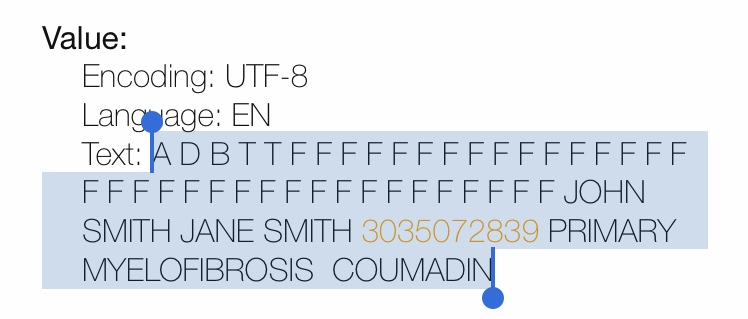 Value:
Encoding: UTF-8
Language: EN
Text: A D B T T F F F F F F F F F F F F F F F F
F F F F F F F F F F F F F F F F F F F JOHN
SMITH JANE SMITH 3035072839 PRIMARY
MYELOFIBROSIS  COUMADIN